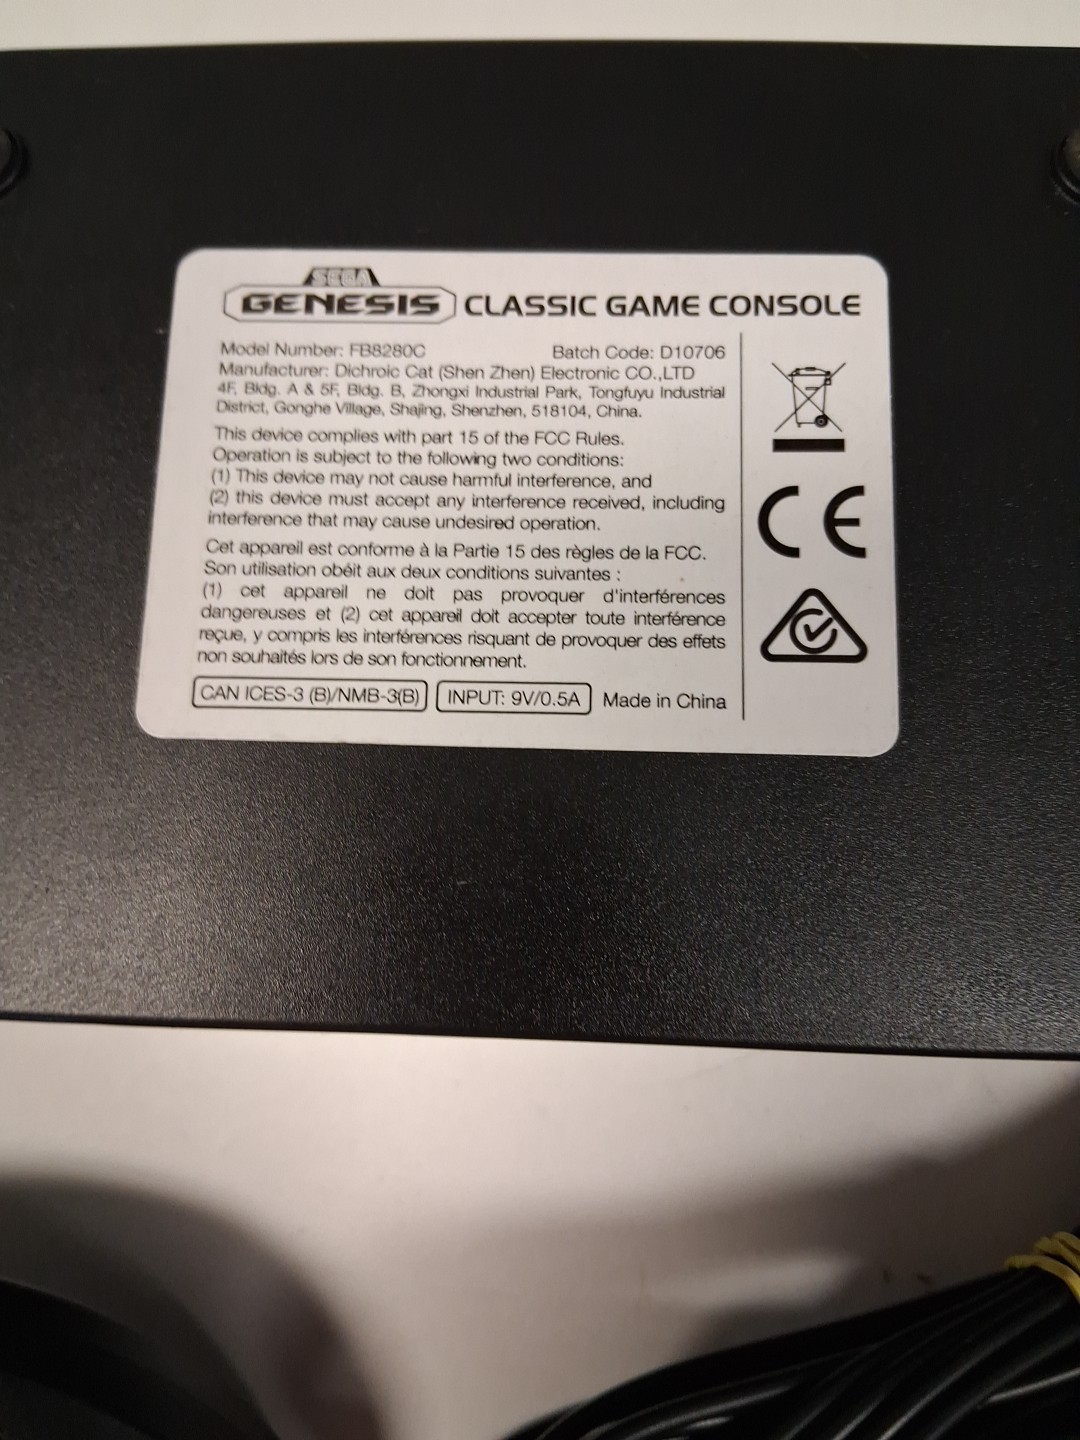 SEGA
GENESIS CLASSIC GAME CONSOLE
Model Number: FB8280C Batch Code: D10706
Manufacturer: Dichroic Cat (Shen Zhen) Electronic CO.,LTD
4F, Bldg. A & 5F, Bldg. B, Zhongxi Industrial Park, Tongfuyu Industrial
District, Gonghe Village, Shajing, Shenzhen, 518104, China.
This device complies with part 15 of the FCC Rules.
Operation is subject to the following two conditions:
(1) This device may not cause harmful interference, and
(2) this device must accept any interference received, including
interference that may cause undesired operation.
Cet appareil est conforme à la Partie 15 des règles de la FCC.
Son utilisation obéit aux deux conditions suivantes :
(1) cet appareil ne doit pas provoquer d'interférences
dangereuses et (2) cet appareil doit accepter toute interférence
reçue, y compris les interférences risquant de provoquer des effets
non souhaités lors de son fonctionnement.
CAN ICES-3 (B)/NMB-3(B) INPUT: 9V/0.5A Made in China
CE